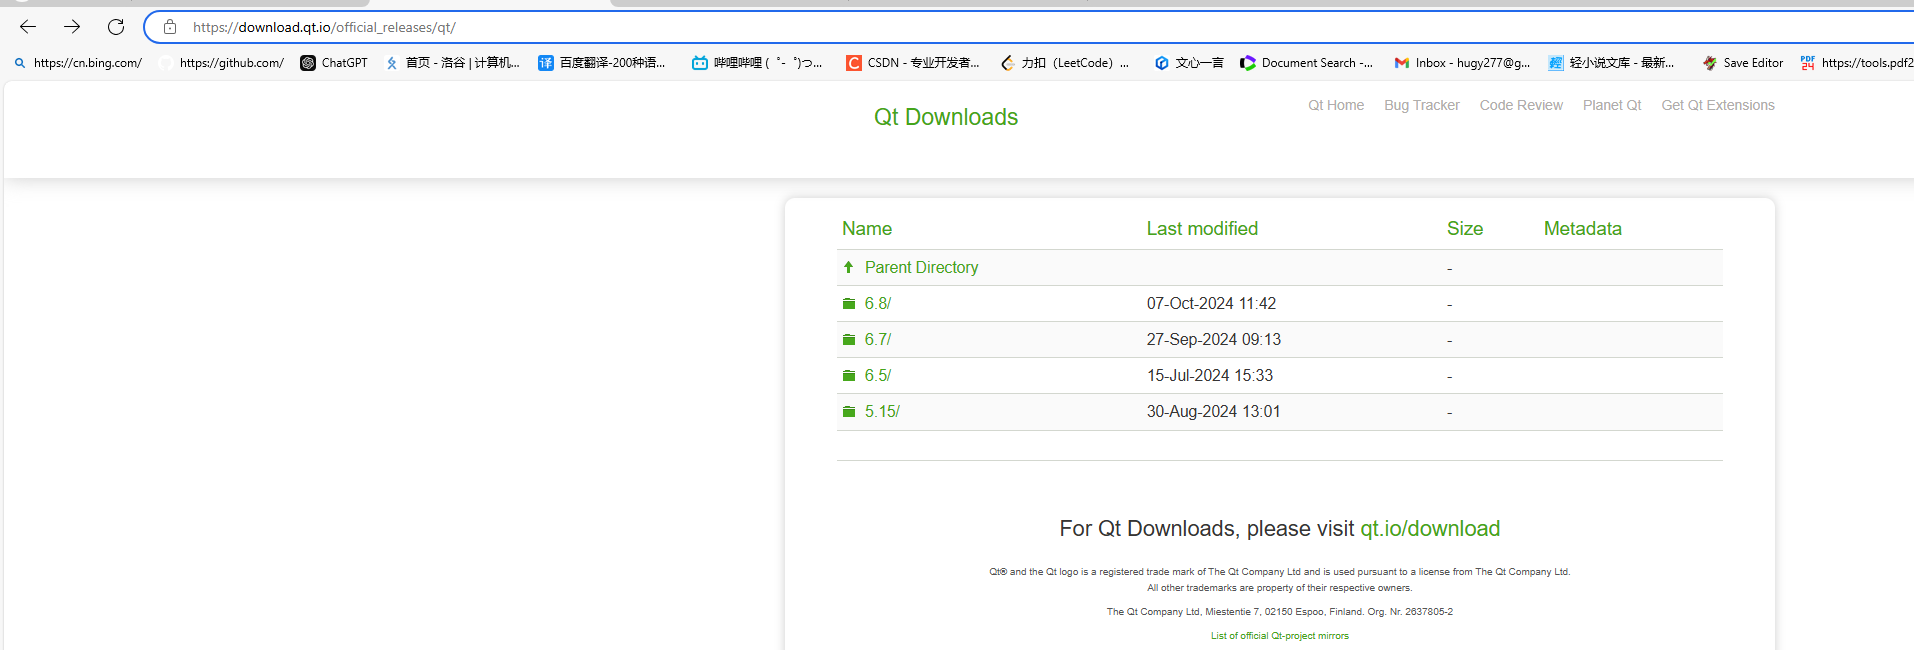 https://download.qt.io/official_releases/qt/
https://cn.bing.com/ https://github.com/ ChatGPT 首页 - 洛谷 | 计算机... 百度翻译-200种语... 哔哩哔哩 ( ゜- ゜)つ... CSDN - 专业开发者... 力扣（LeetCode）... 文心一言 Document Search -... Inbox - hugy277@g... 轻小说文库 - 最新... Save Editor https://tools.pdf2
Qt Downloads
Qt Home Bug Tracker Code Review Planet Qt Get Qt Extensions
Name Last modified Size Metadata
Parent Directory -
6.8/ 07-Oct-2024 11:42 -
6.7/ 27-Sep-2024 09:13 -
6.5/ 15-Jul-2024 15:33 -
5.15/ 30-Aug-2024 13:01 -
For Qt Downloads, please visit qt.io/download
Qt® and the Qt logo is a registered trade mark of The Qt Company Ltd and is used pursuant to a license from The Qt Company Ltd.
All other trademarks are property of their respective owners.
The Qt Company Ltd, Miestentie 7, 02150 Espoo, Finland. Org. Nr. 2637805-2
List of official Qt-project mirrors